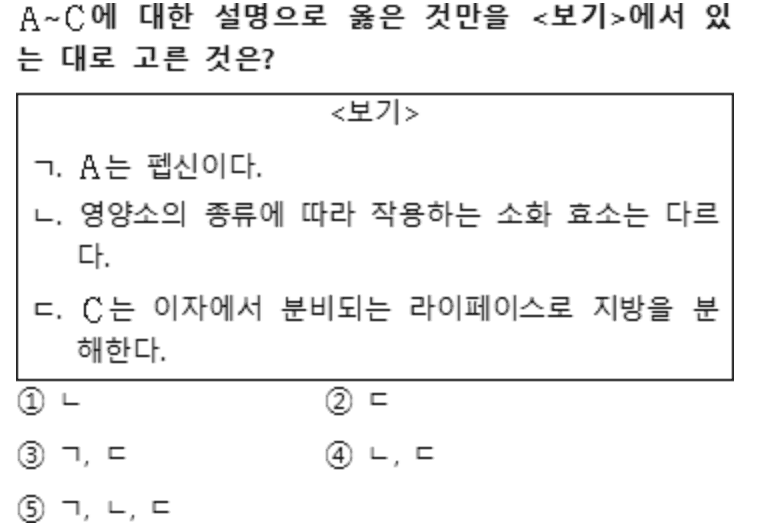 A~C에 대한 설명으로 옳은 것만을 <보기>에서 있
는 대로 고른 것은?
<보기>
ㄱ. A는 펩신이다.
ㄴ. 영양소의 종류에 따라 작용하는 소화 효소는 다르
다.
ㄷ. C는 이자에서 분비되는 라이페이스로 지방을 분
해한다.
① ㄴ ② ㄷ
③ ㄱ, ㄷ ④ ㄴ, ㄷ
⑤ ㄱ, ㄴ, ㄷ